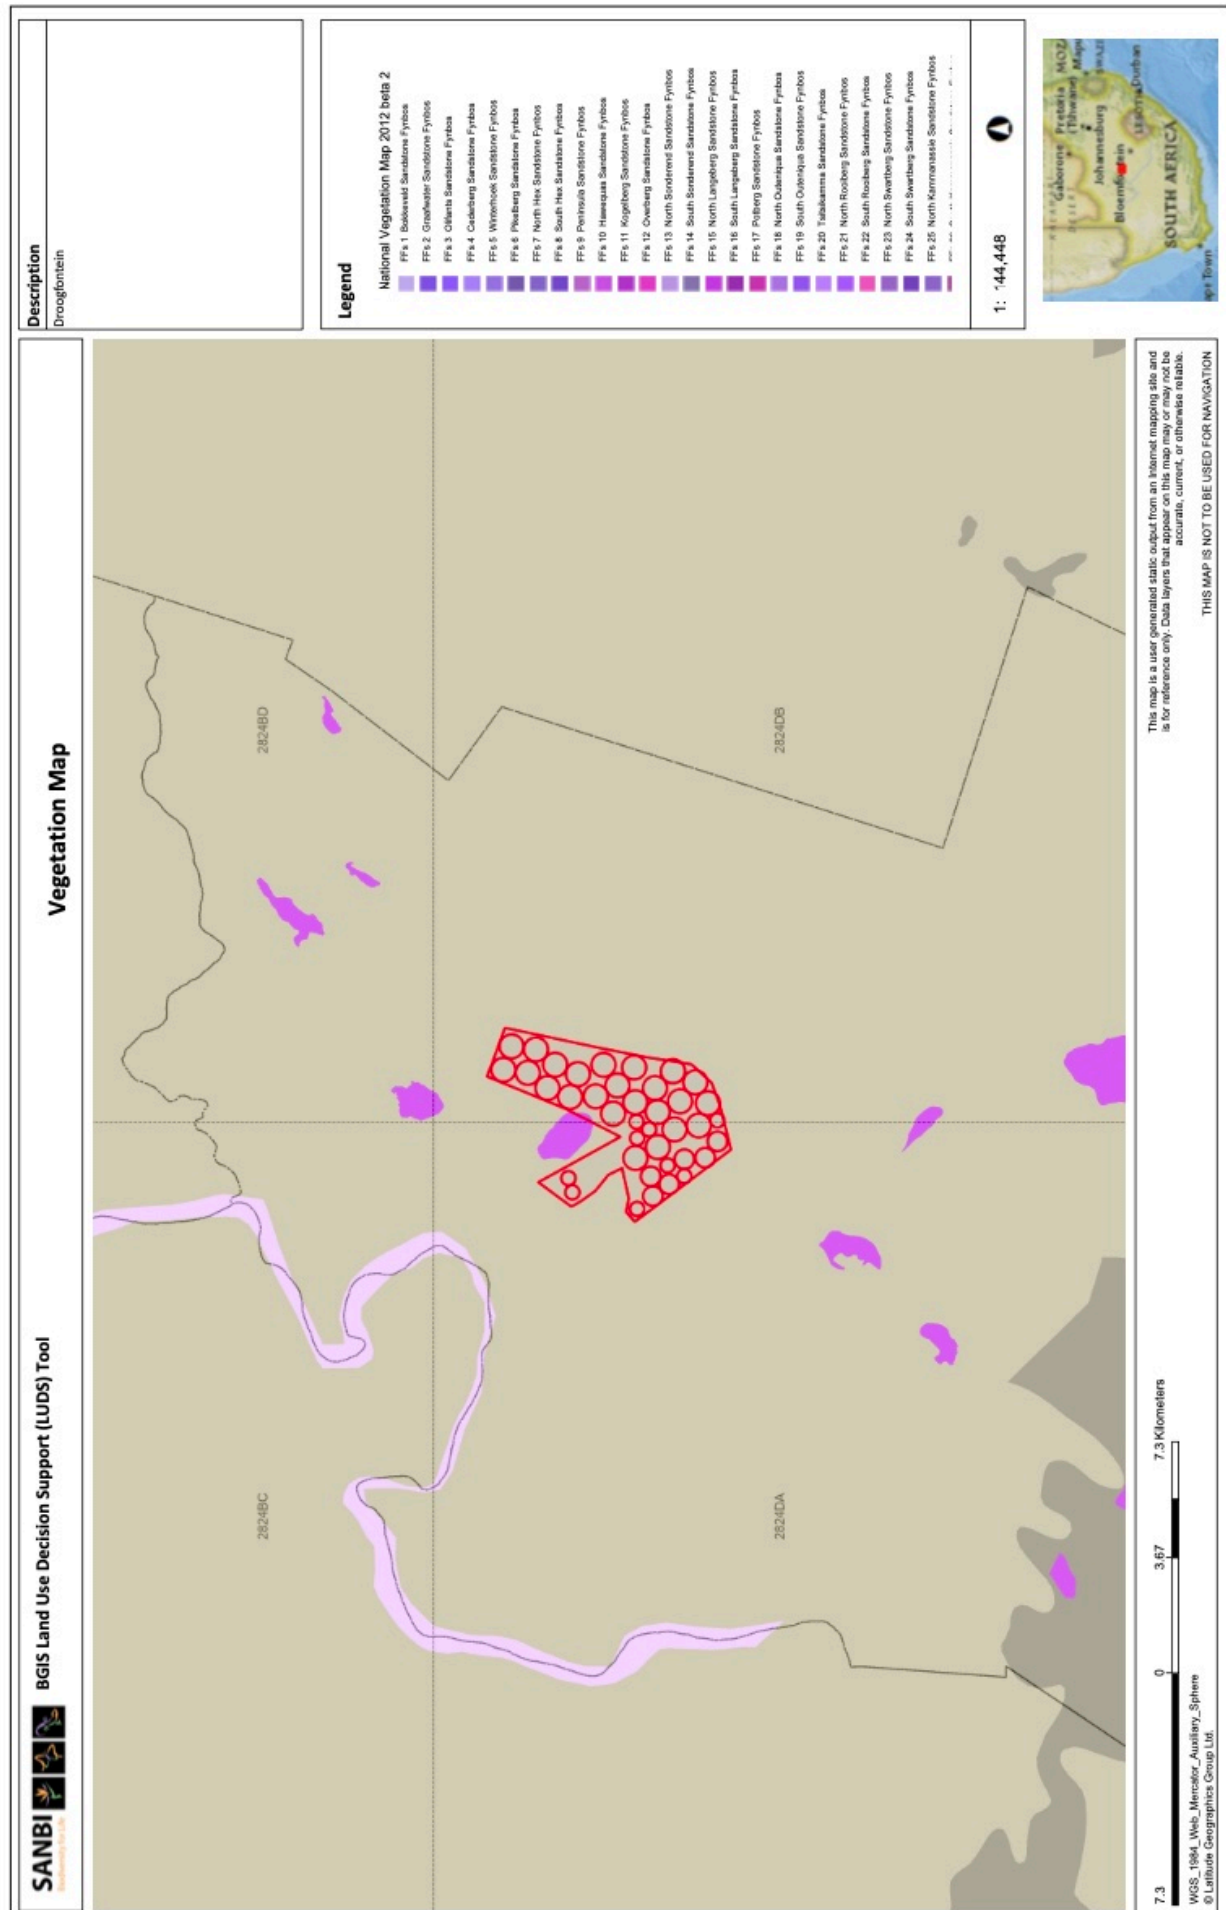 SANBI
Biodiversity for Life
BGIS Land Use Decision Support (LUDS) Tool
Vegetation Map
Description
Droogfontein
Legend
National Vegetation Map 2012 beta 2
FFs 1 Bokkeveld Sandstone Fynbos
FFs 2 Graafwater Sandstone Fynbos
FFs 3 Olifants Sandstone Fynbos
FFs 4 Cederberg Sandstone Fynbos
FFs 5 Winterhoek Sandstone Fynbos
FFs 6 Piketberg Sandstone Fynbos
FFs 7 North Hex Sandstone Fynbos
FFs 8 South Hex Sandstone Fynbos
FFs 9 Peninsula Sandstone Fynbos
FFs 10 Hawequas Sandstone Fynbos
FFs 11 Kogelberg Sandstone Fynbos
FFs 12 Overberg Sandstone Fynbos
FFs 13 North Sonderend Sandstone Fynbos
FFs 14 South Sonderend Sandstone Fynbos
FFs 15 North Langeberg Sandstone Fynbos
FFs 16 South Langeberg Sandstone Fynbos
FFs 17 Potberg Sandstone Fynbos
FFs 18 North Outeniqua Sandstone Fynbos
FFs 19 South Outeniqua Sandstone Fynbos
FFs 20 Tsitsikamma Sandstone Fynbos
FFs 21 North Rooiberg Sandstone Fynbos
FFs 22 South Rooiberg Sandstone Fynbos
FFs 23 North Swartberg Sandstone Fynbos
FFs 24 South Swartberg Sandstone Fynbos
FFs 25 North Kammanassie Sandstone Fynbos
1: 144,448
2824BC
2824BD
2824DA
2824DB
KALAHARI
DESERT
Gaborone
Pretoria
(Tshwane)
MOZ
Mapu
SWAZI
Johannesburg
Bloemfontein
LESOTHO
Durban
SOUTH AFRICA
ape Town
7.3
0
3.67
7.3 Kilometers
WGS_1984_Web_Mercator_Auxiliary_Sphere
© Latitude Geographics Group Ltd.
This map is a user generated static output from an Internet mapping site and
is for reference only. Data layers that appear on this map may or may not be
accurate, current, or otherwise reliable.
THIS MAP IS NOT TO BE USED FOR NAVIGATION